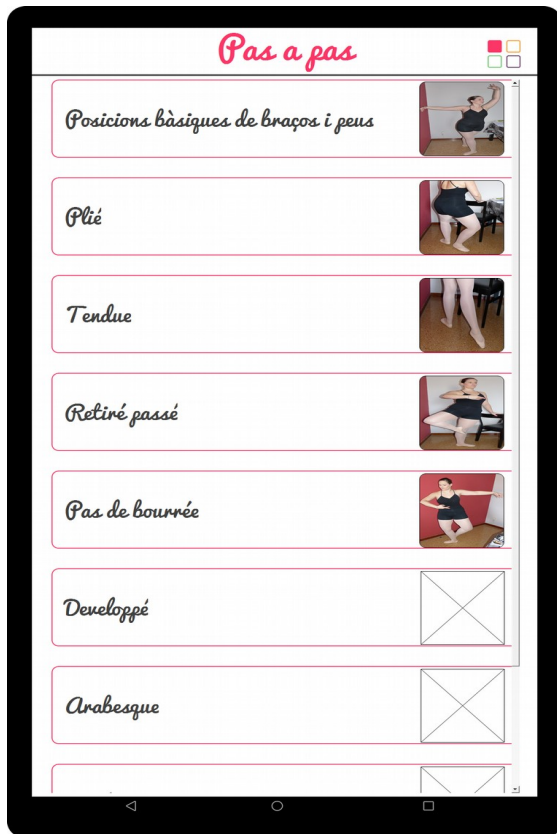 Pas a pas
Posicions bàsiques de braços i peus
Plié
Tendue
Retiré passé
Pas de bourrée
Developpé
Arabesque